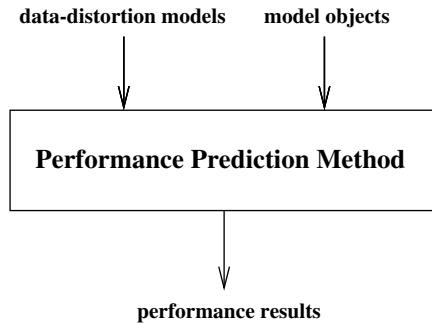 data-distortion models
model objects
Performance Prediction Method
performance results